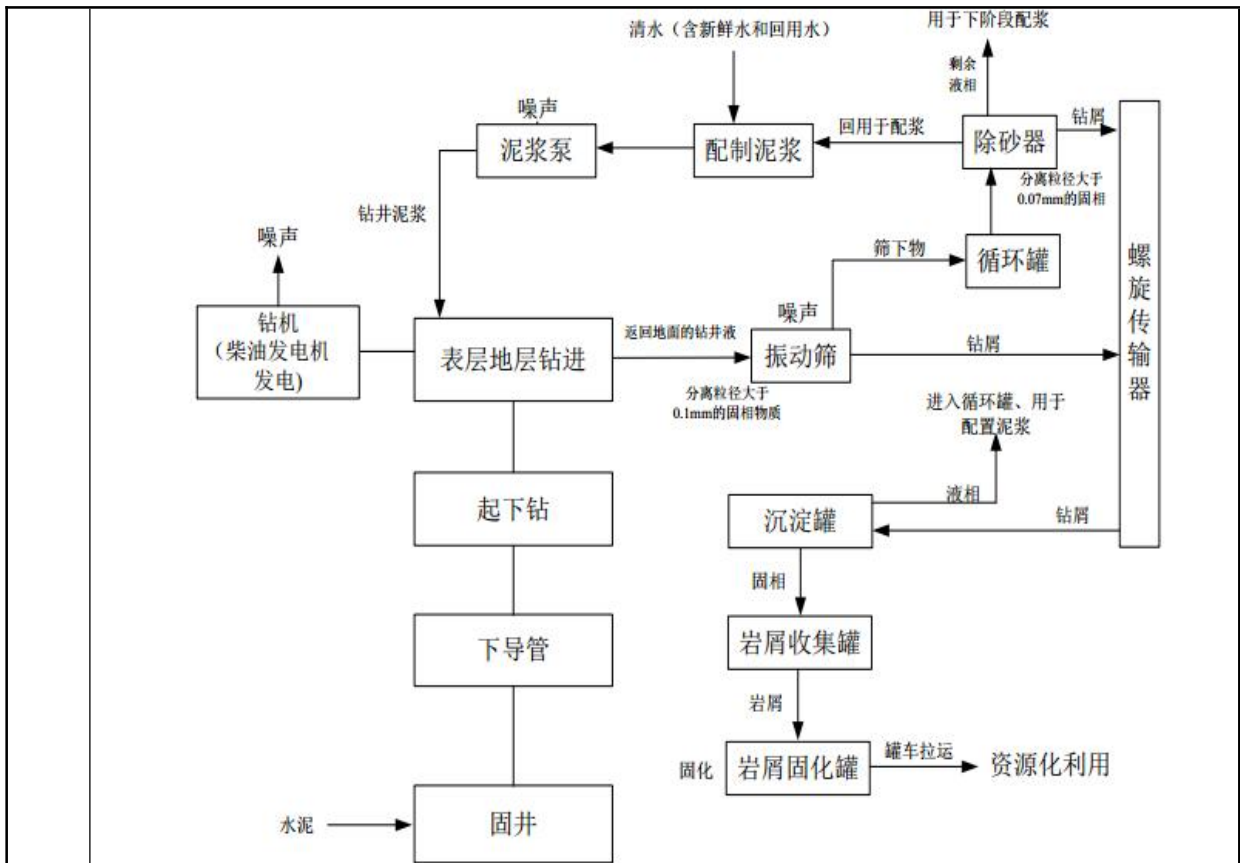 用于下阶段配浆
清水（含新鲜水和回用水）
剩余
液相
噪声
钻屑
泥浆泵
配制泥浆
回用于配浆
除砂器
分离粒径大于
0.07mm的固相
钻井泥浆
噪声
筛下物
循环罐
螺旋传输器
钻机
（柴油发电机
发电)
表层地层钻进
返回地面的钻井液
噪声
振动筛
钻屑
分离粒径大于
0.1mm的固相物质
进入循环罐、用于
配置泥浆
起下钻
液相
沉淀罐
钻屑
固相
下导管
岩屑收集罐
岩屑
固化
岩屑固化罐
罐车拉运
资源化利用
水泥
固井